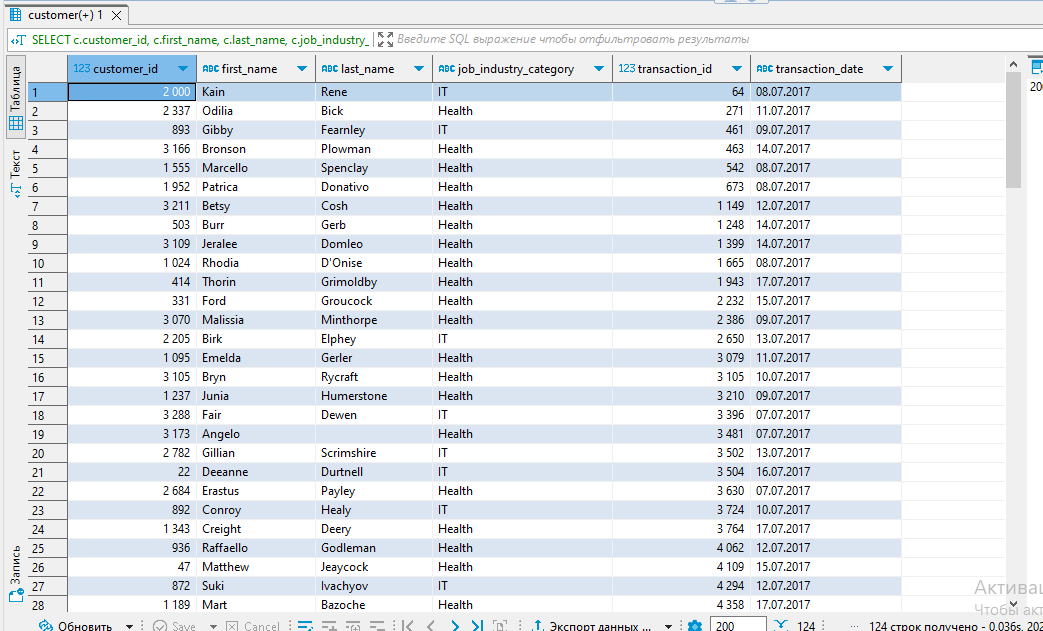 customer(+) 1
SELECT c.customer_id, c.first_name, c.last_name, c.job_industry_ Введите SQL выражение чтобы отфильтровать результаты
Таблица
Текст
Запись
123 customer_id ABC first_name ABC last_name ABC job_industry_category 123 transaction_id ABC transaction_date
1 2 000 Kain Rene IT 64 08.07.2017
2 2 337 Odilia Bick Health 271 11.07.2017
3 893 Gibby Fearnley IT 461 09.07.2017
4 3 166 Bronson Plowman Health 463 14.07.2017
5 1 555 Marcello Spenclay Health 542 08.07.2017
6 1 952 Patrica Donativo Health 673 08.07.2017
7 3 211 Betsy Cosh Health 1 149 12.07.2017
8 503 Burr Gerb Health 1 248 14.07.2017
9 3 109 Jeralee Domleo Health 1 399 14.07.2017
10 1 024 Rhodia D'Onise Health 1 665 08.07.2017
11 414 Thorin Grimoldby Health 1 943 17.07.2017
12 331 Ford Groucock Health 2 232 15.07.2017
13 3 070 Malissia Minthorpe Health 2 386 09.07.2017
14 2 205 Birk Elphey IT 2 650 13.07.2017
15 1 095 Emelda Gerler Health 3 079 11.07.2017
16 3 105 Bryn Rycraft Health 3 105 10.07.2017
17 1 237 Junia Humerstone Health 3 210 09.07.2017
18 3 288 Fair Dewen IT 3 396 07.07.2017
19 3 173 Angelo Health 3 481 07.07.2017
20 2 782 Gillian Scrimshire IT 3 502 13.07.2017
21 22 Deeanne Durtnell IT 3 504 16.07.2017
22 2 684 Erastus Payley Health 3 630 07.07.2017
23 892 Conroy Healy IT 3 724 10.07.2017
24 1 343 Creight Deery Health 3 764 17.07.2017
25 936 Raffaello Godleman Health 4 062 12.07.2017
26 47 Matthew Jeaycock Health 4 109 15.07.2017
27 872 Suki Ivachyov IT 4 294 12.07.2017
28 1 189 Mart Bazoche Health 4 358 17.07.2017
200
Активац
Чтобы акт
Обновить Save Cancel Экспорт данных ... 200 124 124 строк получено - 0.036s, 202